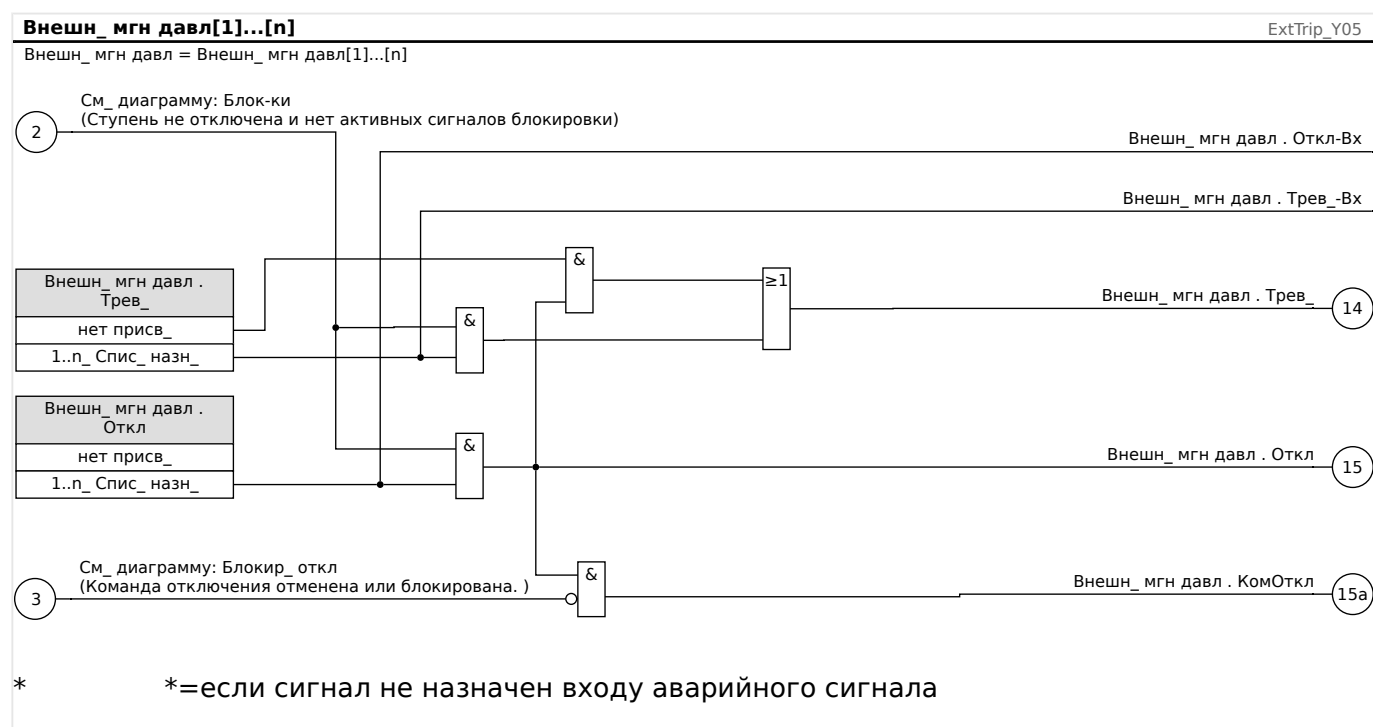 Внешн_ мгн давл[1]...[n]
ExtTrip_Y05
Внешн_ мгн давл = Внешн_ мгн давл[1]...[n]
2
См_ диаграмму: Блок-ки
(Ступень не отключена и нет активных сигналов блокировки)
Внешн_ мгн давл . Откл-Вх
Внешн_ мгн давл . Трев_-Вх
Внешн_ мгн давл .
Трев_
нет присв_
1..n_ Спис_ назн_
&
&
≥1
Внешн_ мгн давл . Трев_
14
Внешн_ мгн давл .
Откл
нет присв_
1..n_ Спис_ назн_
&
Внешн_ мгн давл . Откл
15
3
См_ диаграмму: Блокир_ откл
(Команда отключения отменена или блокирована. )
&
Внешн_ мгн давл . КомОткл
15a
* *=если сигнал не назначен входу аварийного сигнала